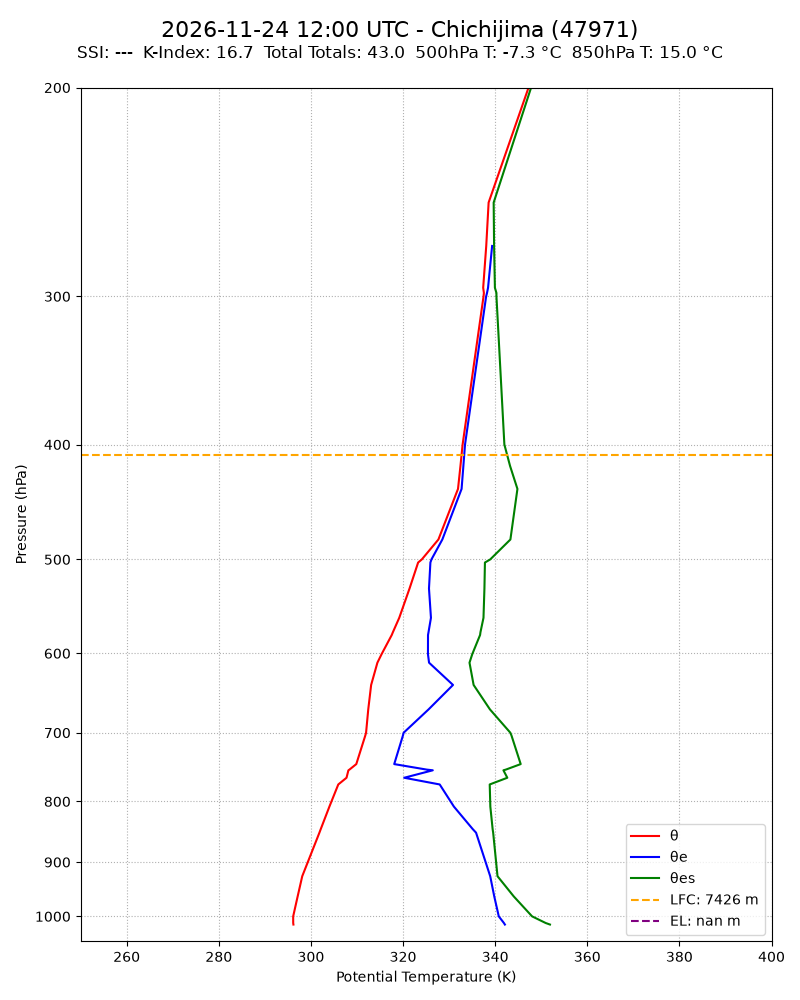 2026-11-24 12:00 UTC - Chichijima (47971)
SSI: --- K-Index: 16.7 Total Totals: 43.0 500hPa T: -7.3 °C 850hPa T: 15.0 °C
200
300
400
500
600
700
800
900
1000
Pressure (hPa)
260 280 300 320 340 360 380 400
Potential Temperature (K)
θ
θe
θes
LFC: 7426 m
EL: nan m